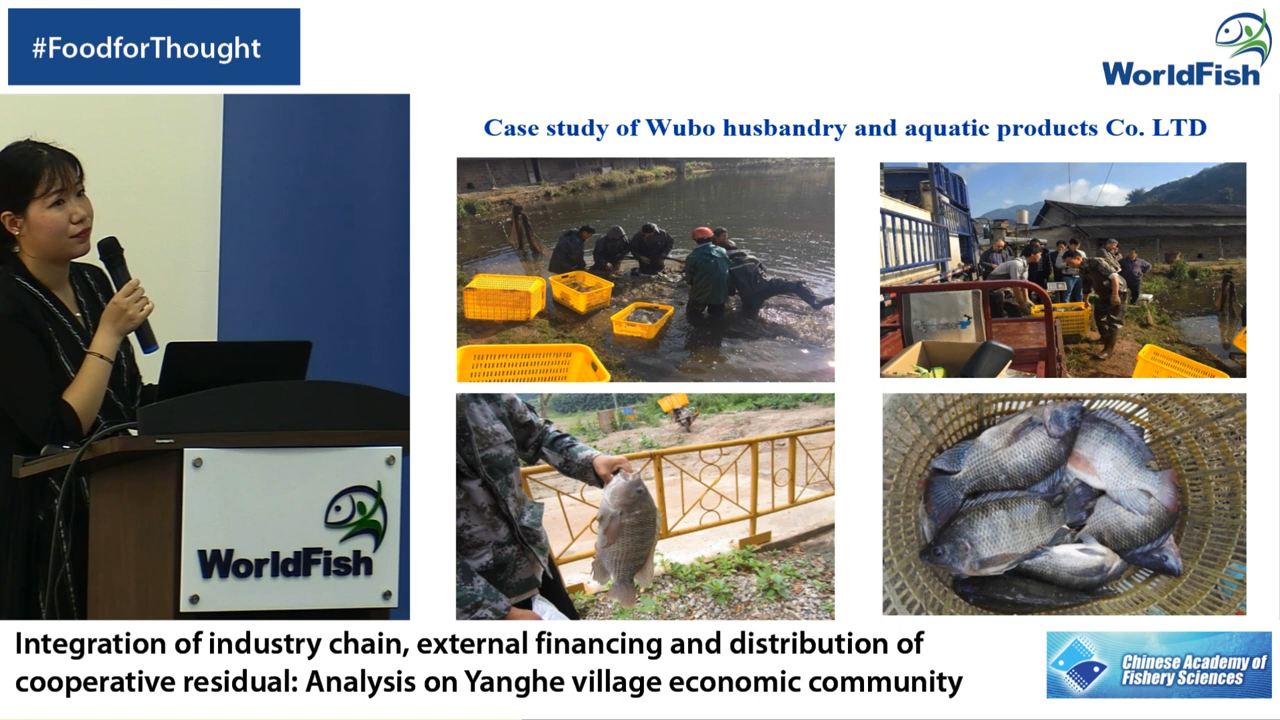 #FoodforThought
WorldFish
Case study of Wubo husbandry and aquatic products Co. LTD
WorldFish
Integration of industry chain, external financing and distribution of
cooperative residual: Analysis on Yanghe village economic community
Chinese Academy of
Fishery Sciences